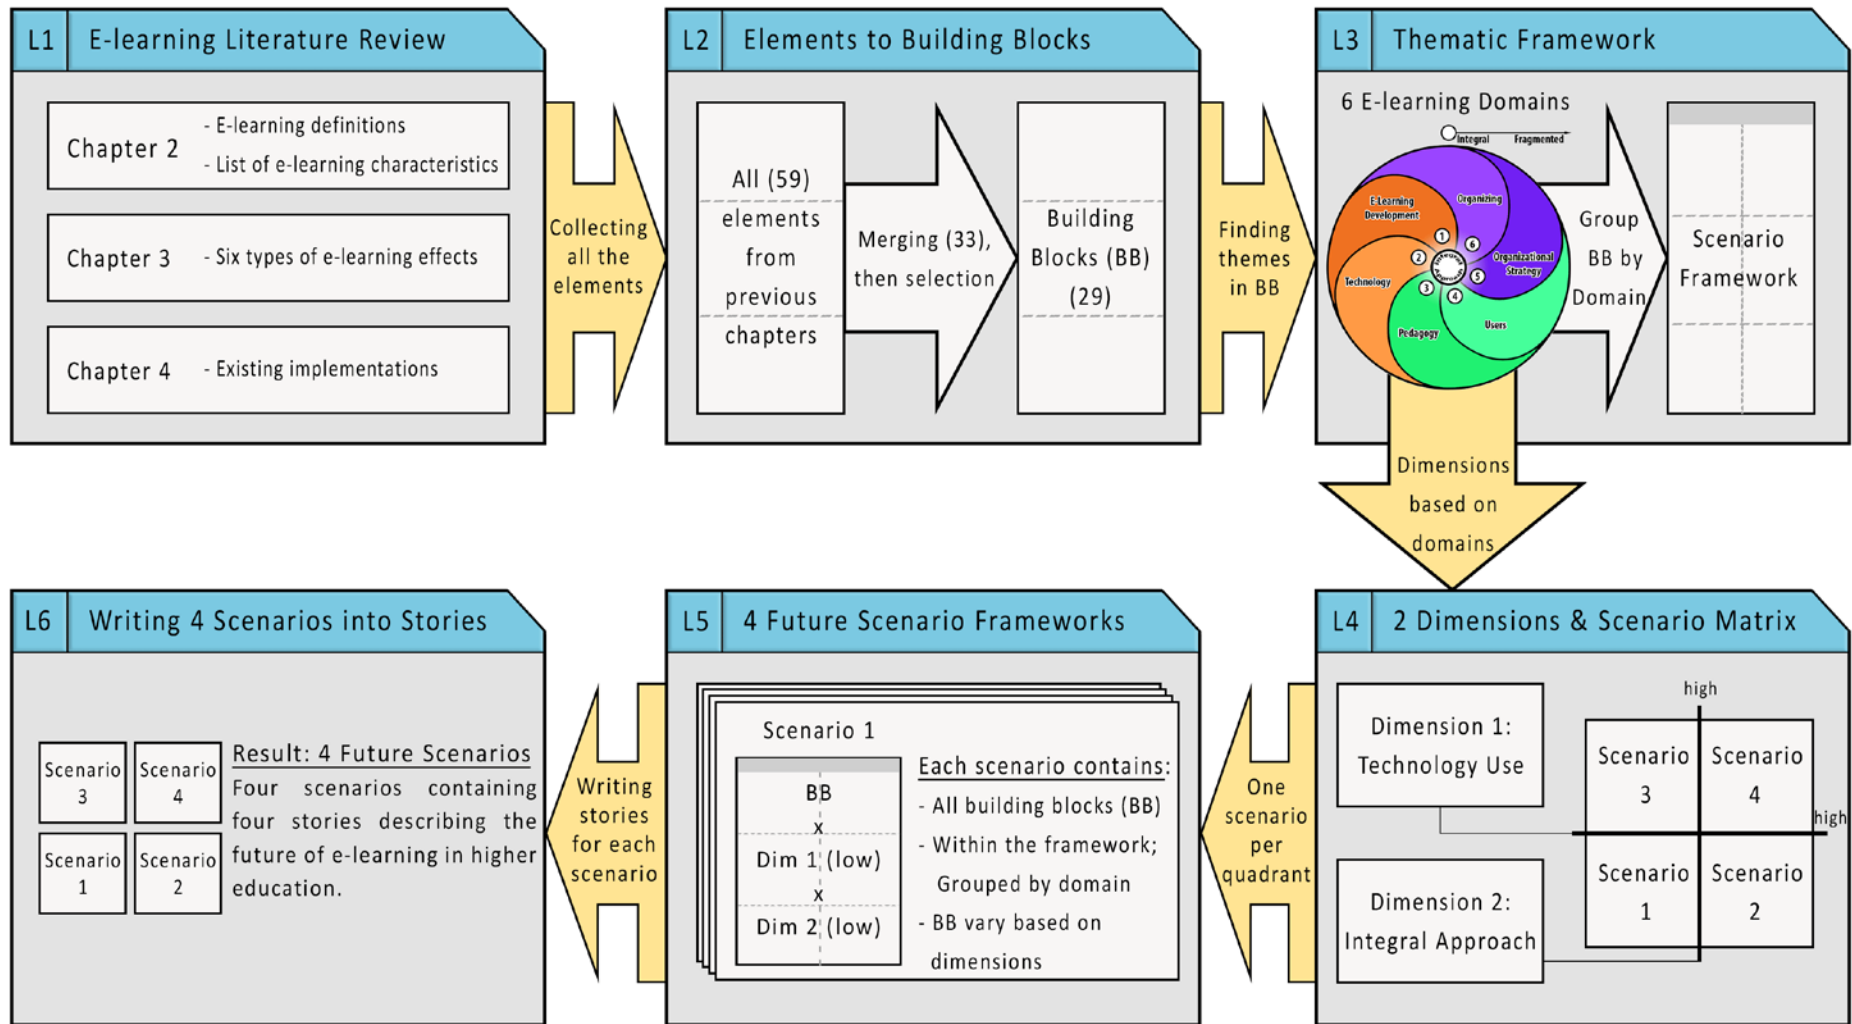 L1 E-learning Literature Review
Chapter 2
- E-learning definitions
- List of e-learning characteristics
Chapter 3
- Six types of e-learning effects
Chapter 4
- Existing implementations
Collecting
all the
elements
L2 Elements to Building Blocks
All (59)
elements
from
previous
chapters
Merging (33),
then selection
Building
Blocks (BB)
(29)
Finding
themes
in BB
L3 Thematic Framework
6 E-learning Domains
Integral Fragmented
E-Learning
Development
Organizing
Technology
Organizational
Strategy
Pedagogy
Users
1
2
3
4
5
6
Group
BB by
Domain
Scenario
Framework
Dimensions
based on
domains
L4 2 Dimensions & Scenario Matrix
Dimension 1:
Technology Use
Dimension 2:
Integral Approach
high
high
Scenario
3
Scenario
4
Scenario
1
Scenario
2
One
scenario
per
quadrant
L5 4 Future Scenario Frameworks
Scenario 1
BB
x
Dim 1 (low)
x
Dim 2 (low)
Each scenario contains:
- All building blocks (BB)
- Within the framework;
Grouped by domain
- BB vary based on
dimensions
Writing
stories
for each
scenario
L6 Writing 4 Scenarios into Stories
Scenario
3
Scenario
4
Scenario
1
Scenario
2
Result: 4 Future Scenarios
Four scenarios containing
four stories describing the
future of e-learning in higher
education.